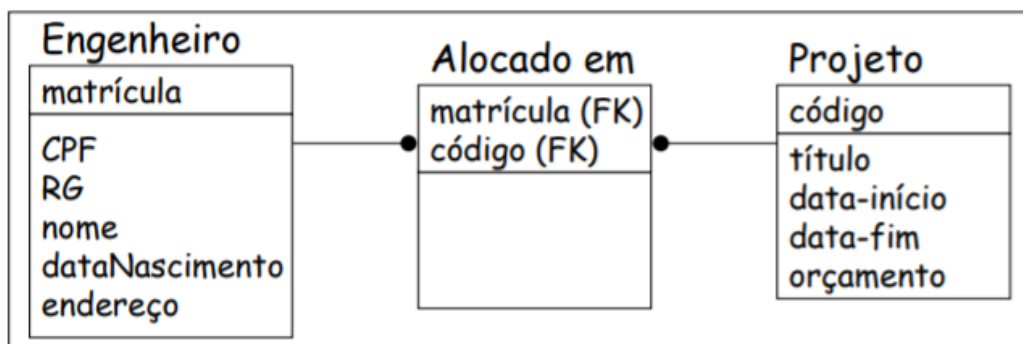 Engenheiro
matrícula
CPF
RG
nome
dataNascimento
endereço
Alocado em
matrícula (FK)
código (FK)
Projeto
código
título
data-início
data-fim
orçamento